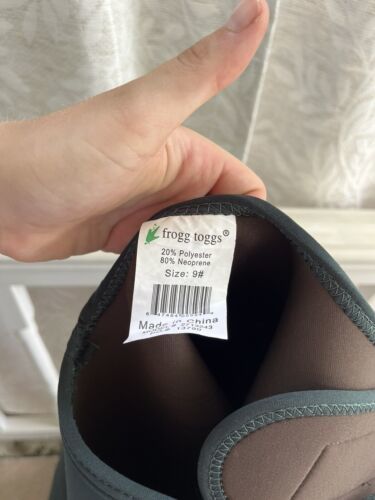 frogg toggs®
20% Polyester
80% Neoprene
Size: 9#
Made in China